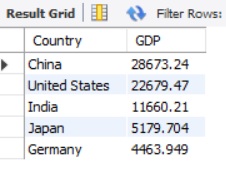 Result Grid Filter Rows:
Country GDP
China 28673.24
United States 22679.47
India 11660.21
Japan 5179.704
Germany 4463.949